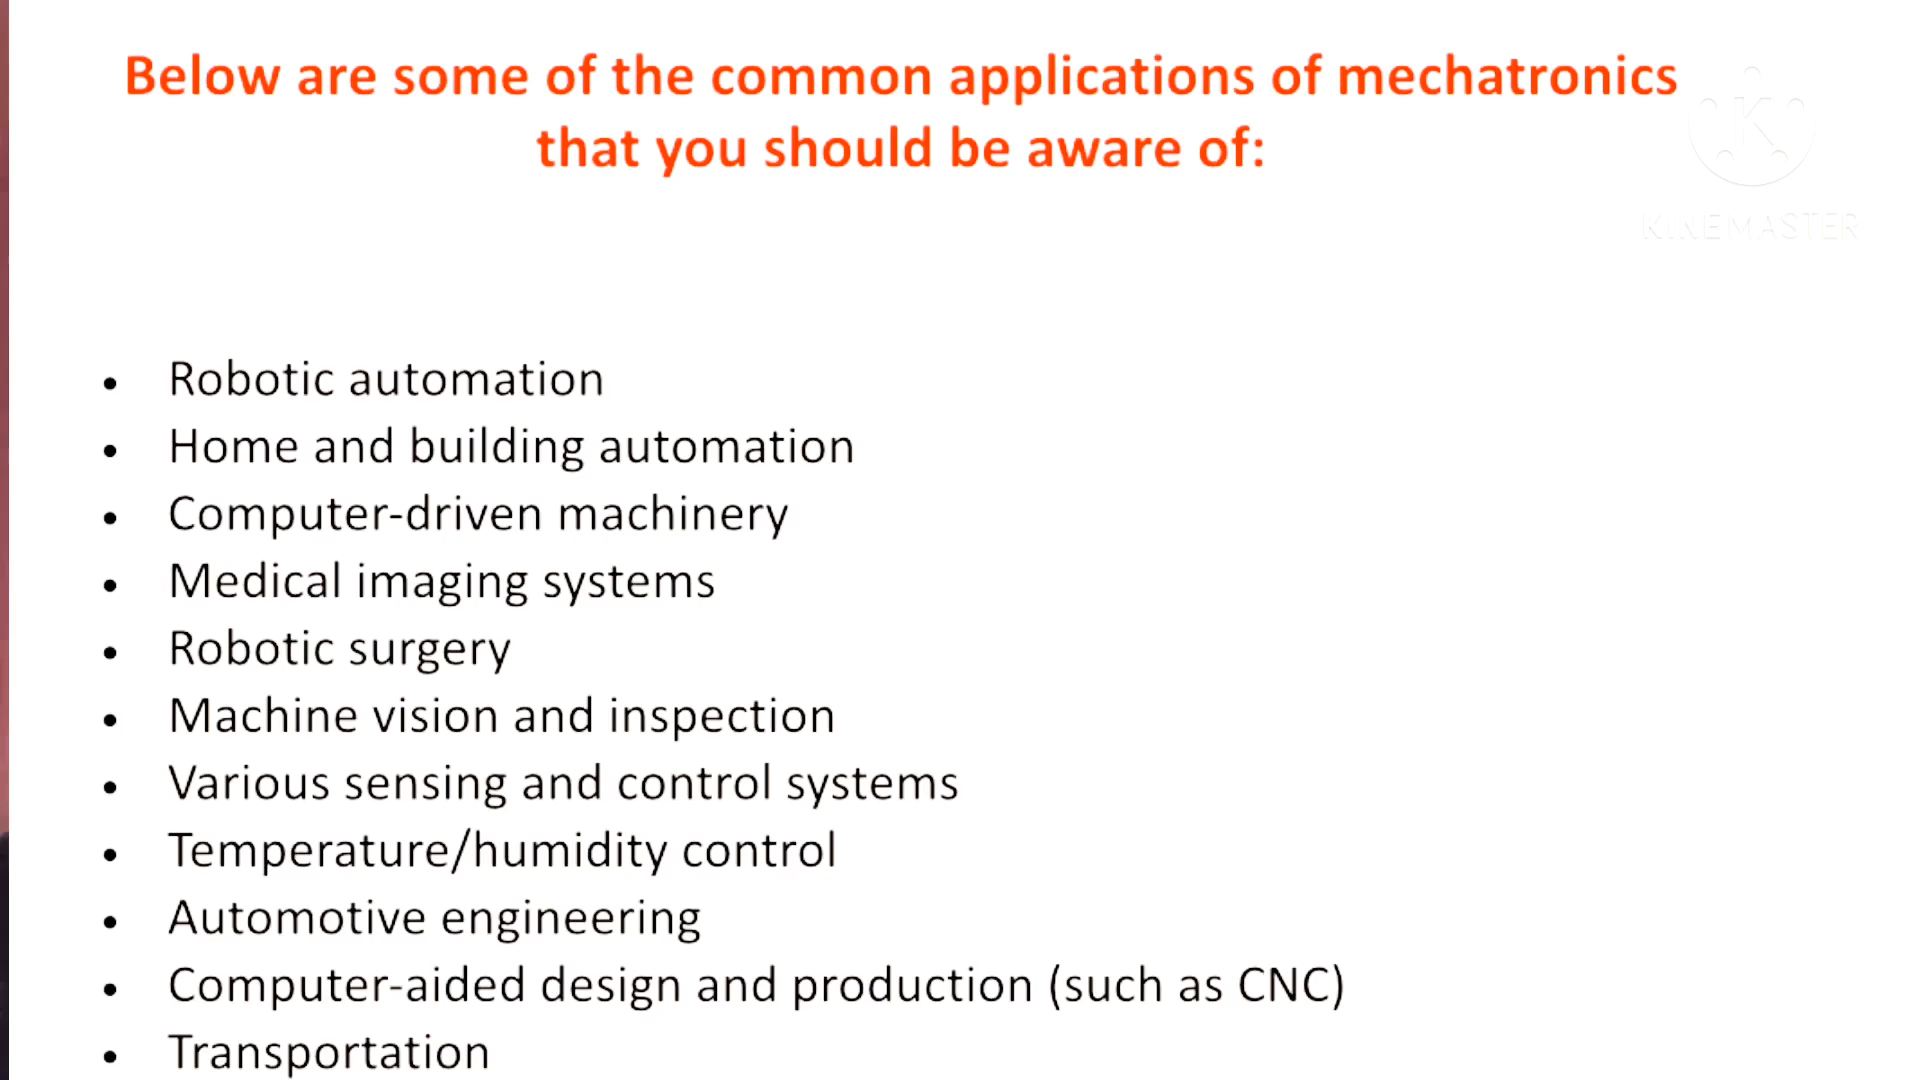 Below are some of the common applications of mechatronics
that you should be aware of:
K
KINEMASTER
• Robotic automation
• Home and building automation
• Computer-driven machinery
• Medical imaging systems
• Robotic surgery
• Machine vision and inspection
• Various sensing and control systems
• Temperature/humidity control
• Automotive engineering
• Computer-aided design and production (such as CNC)
• Transportation